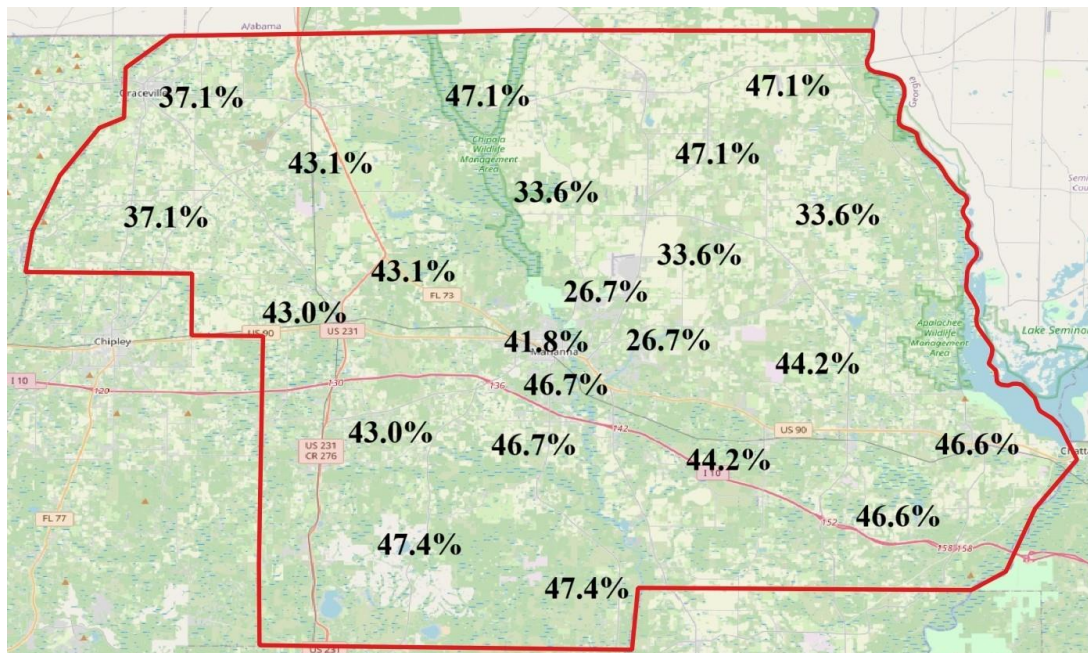 Alabama
Graceville
37.1%
47.1%
47.1%
Georgia
Chipola
Wildlife
Management
Area
43.1%
47.1%
33.6%
37.1%
33.6%
33.6%
43.1%
FL 73
26.7%
43.0%
US 90
US 231
Chipley
41.8%
Marianna
26.7%
Apalachee
Wildlife
Management
Area
Lake Semino
44.2%
I 10
120
130
136
46.7%
142
43.0%
US 231
CR 276
46.7%
US 90
46.6%
Chatta
44.2%
I 10
FL 77
152
46.6%
47.4%
158-158
47.4%
US 231